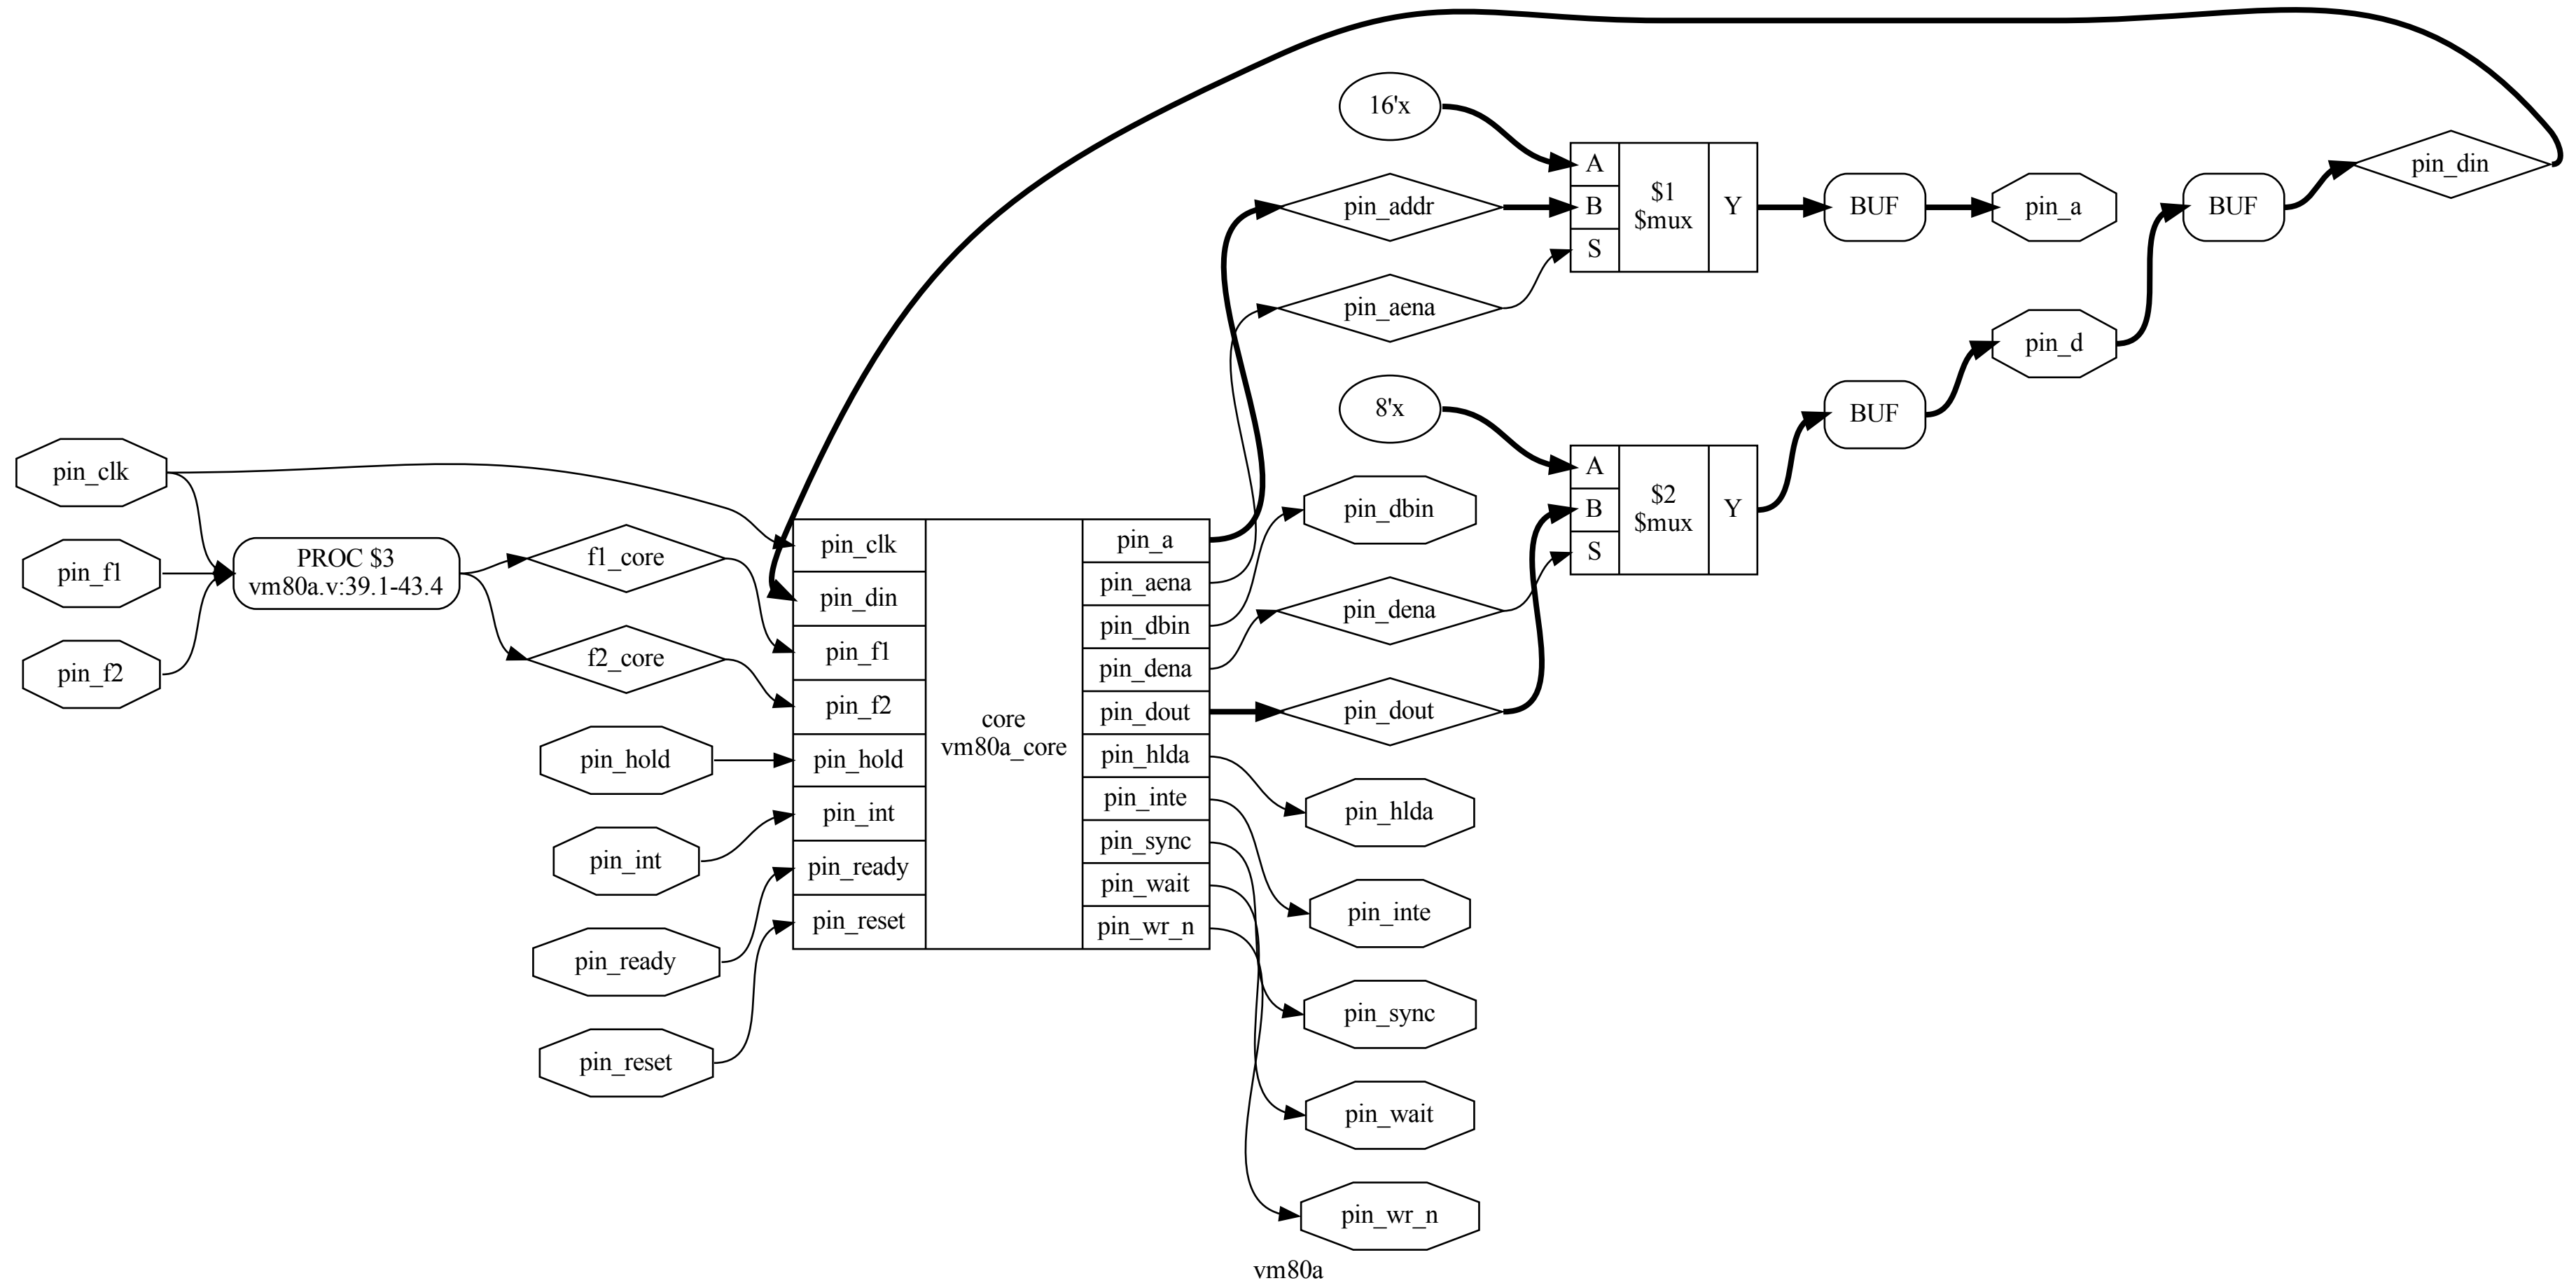 16'x
pin_addr
pin_aena
A
B
S
$1
$mux
Y
BUF
pin_a
BUF
pin_din
pin_d
8'x
A
B
S
$2
$mux
Y
BUF
pin_clk
pin_f1
pin_f2
PROC $3
vm80a.v:39.1-43.4
f1_core
f2_core
pin_hold
pin_int
pin_ready
pin_reset
pin_clk
pin_din
pin_f1
pin_f2
pin_hold
pin_int
pin_ready
pin_reset
core
vm80a_core
pin_a
pin_aena
pin_dbin
pin_dena
pin_dout
pin_hlda
pin_inte
pin_sync
pin_wait
pin_wr_n
pin_dbin
pin_dena
pin_dout
pin_hlda
pin_inte
pin_sync
pin_wait
pin_wr_n
vm80a